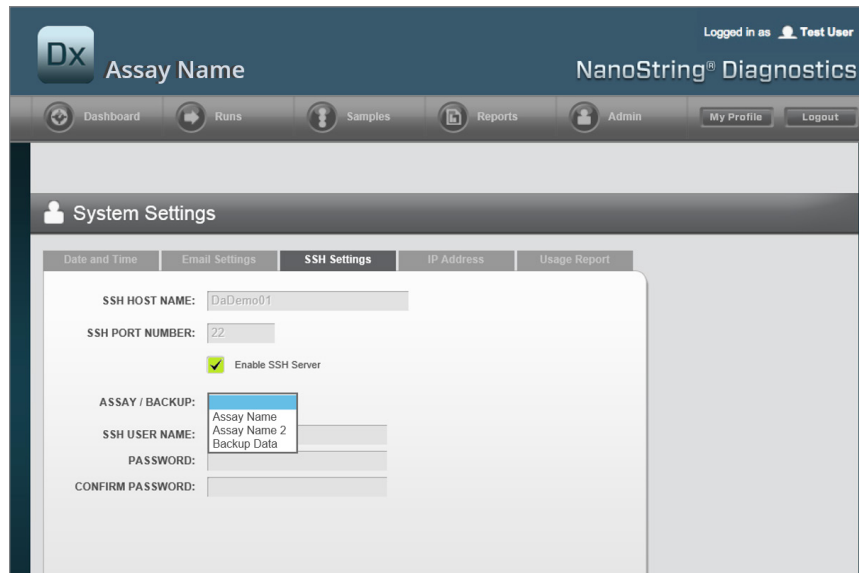 Logged in as Test User
Dx Assay Name
NanoString® Diagnostics
Dashboard Runs Samples Reports Admin My Profile Logout
System Settings
Date and Time Email Settings SSH Settings IP Address Usage Report
SSH HOST NAME: DaDemo01
SSH PORT NUMBER: 22
Enable SSH Server
ASSAY / BACKUP:
Assay Name
Assay Name 2
Backup Data
SSH USER NAME:
PASSWORD:
CONFIRM PASSWORD: